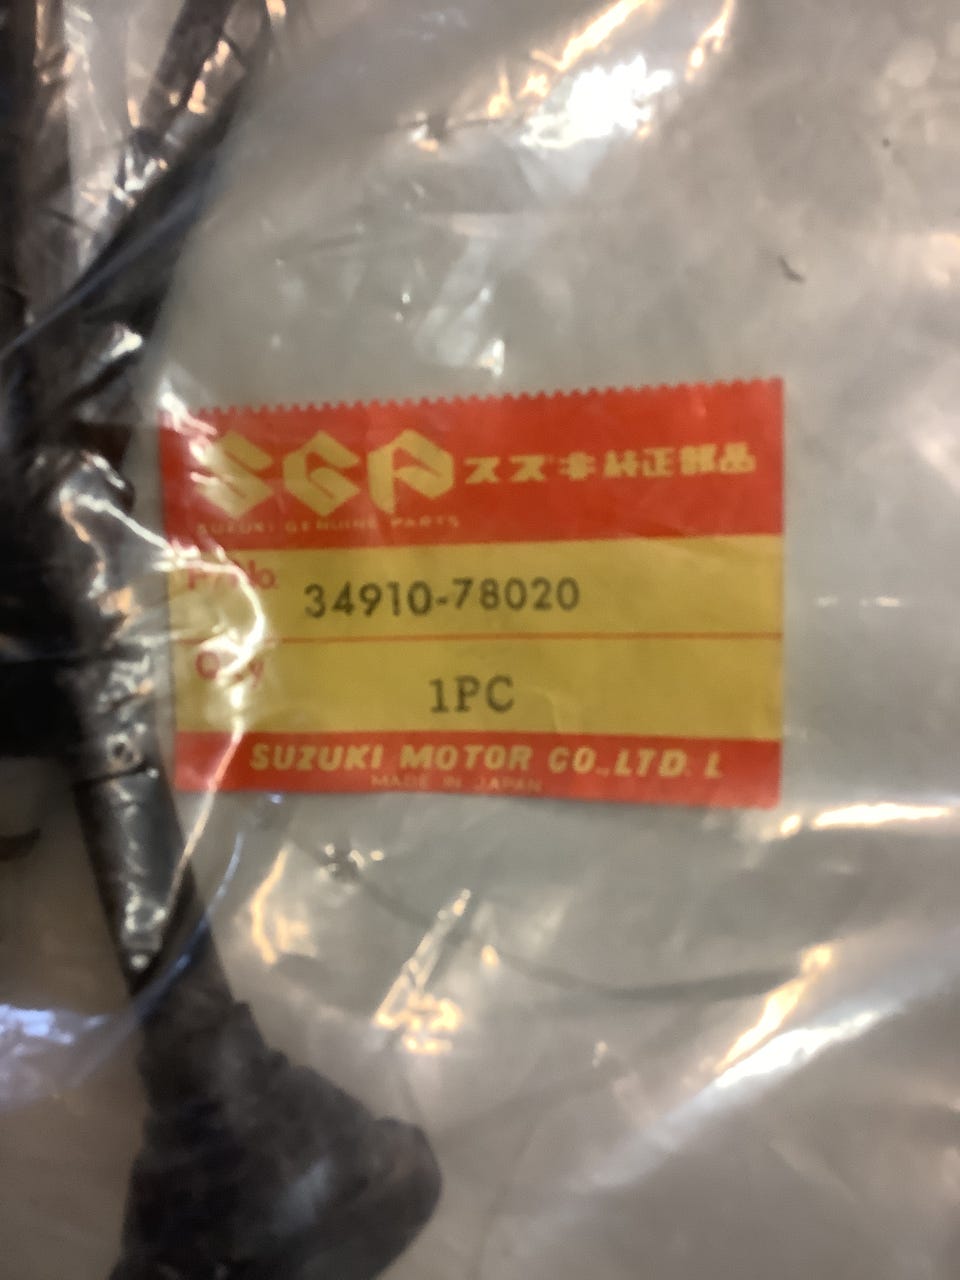 SGP スズキ純正部品
SUZUKI GENUINE PARTS
P/No. 34910-78020
Q'ty 1PC
SUZUKI MOTOR CO.,LTD. L
MADE IN JAPAN